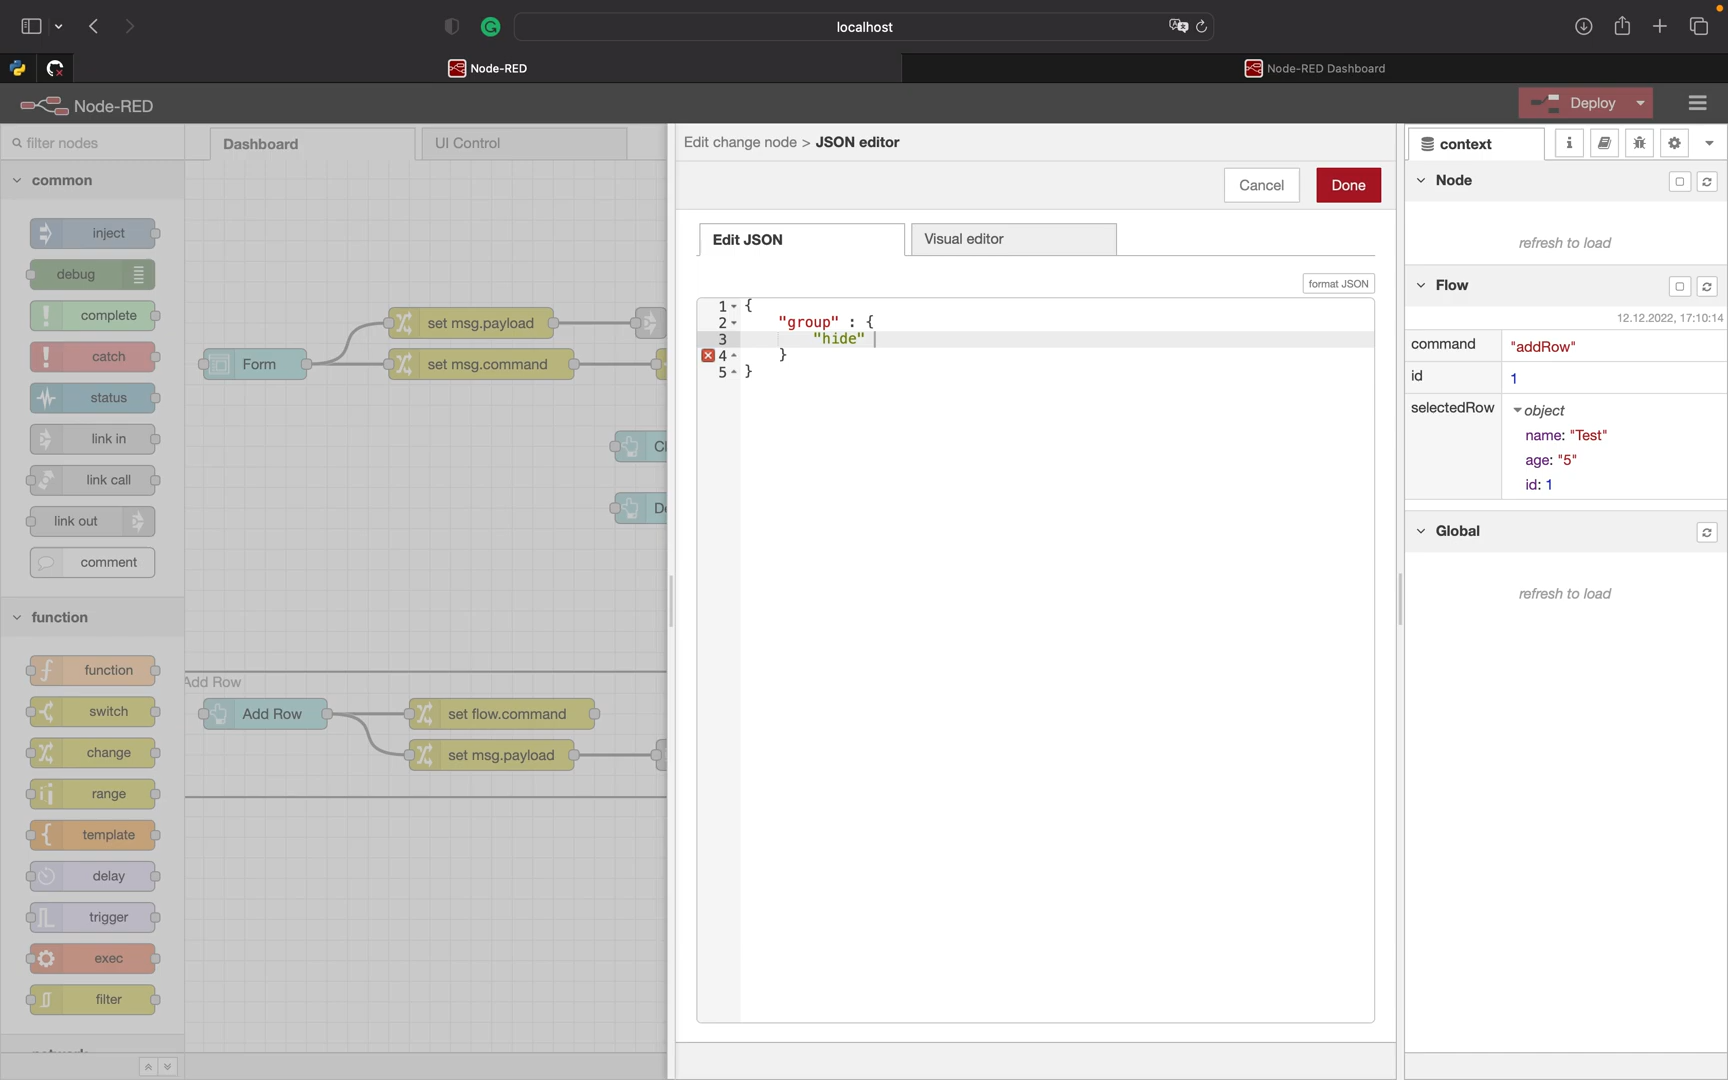 localhost
Node-RED
Node-RED Dashboard
Node-RED
Deploy
filter nodes
Dashboard
UI Control
Edit change node > JSON editor
context
common
Cancel
Done
Node
inject
Edit JSON
Visual editor
refresh to load
debug
format JSON
Flow
complete
1 {
12.12.2022, 17:10:14
set msg.payload
2 "group" : {
catch
3 "hide"
command "addRow"
Form
set msg.command
4 }
5 }
id 1
status
selectedRow object
link in
name: "Test"
age: "5"
link call
id: 1
link out
Global
comment
refresh to load
function
function
Add Row
switch
Add Row
set flow.command
change
set msg.payload
range
template
delay
trigger
exec
filter